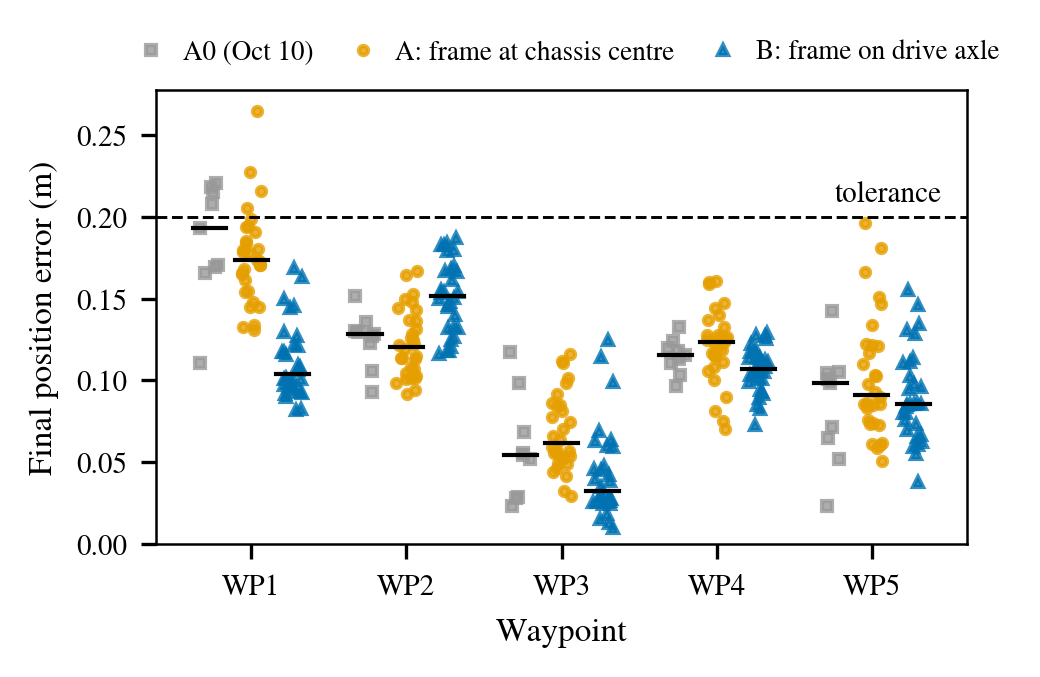 A0 (Oct 10) A: frame at chassis centre B: frame on drive axle
Final position error (m)
0.25
0.20
0.15
0.10
0.05
0.00
tolerance
WP1 WP2 WP3 WP4 WP5
Waypoint